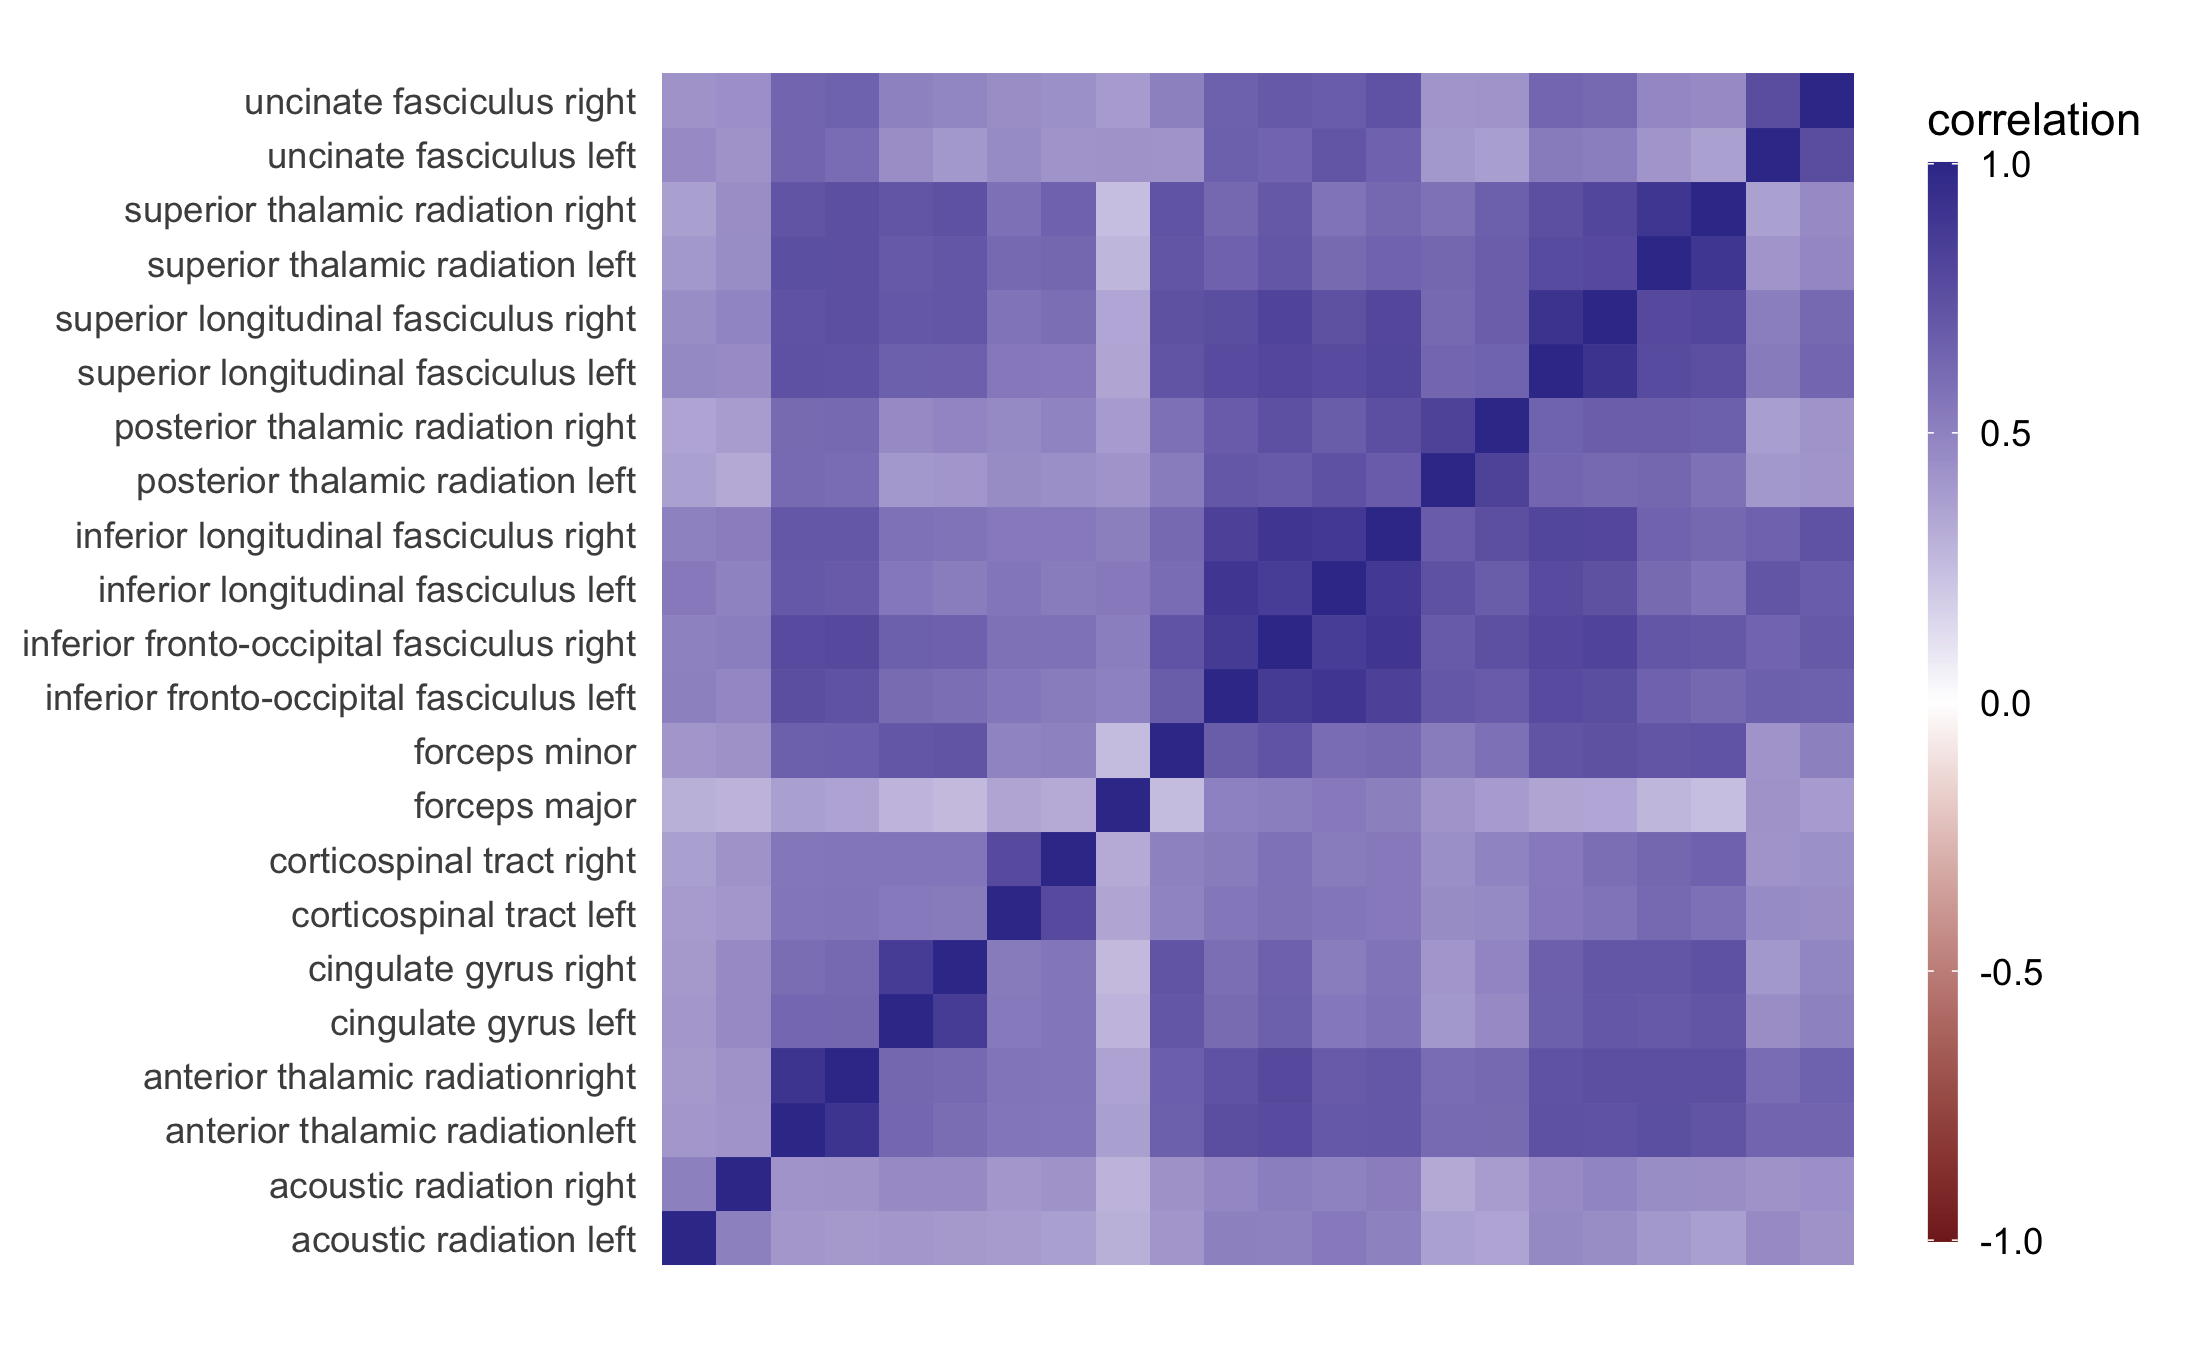 uncinate fasciculus right
uncinate fasciculus left
superior thalamic radiation right
superior thalamic radiation left
superior longitudinal fasciculus right
superior longitudinal fasciculus left
posterior thalamic radiation right
posterior thalamic radiation left
inferior longitudinal fasciculus right
inferior longitudinal fasciculus left
inferior fronto-occipital fasciculus right
inferior fronto-occipital fasciculus left
forceps minor
forceps major
corticospinal tract right
corticospinal tract left
cingulate gyrus right
cingulate gyrus left
anterior thalamic radiationright
anterior thalamic radiationleft
acoustic radiation right
acoustic radiation left
correlation
1.0
0.5
0.0
-0.5
-1.0